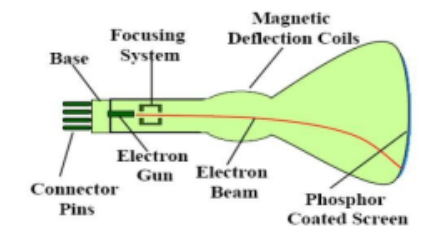 Magnetic
Deflection Coils
Focusing
System
Base
Electron
Gun
Electron
Beam
Connector
Pins
Phosphor
Coated Screen